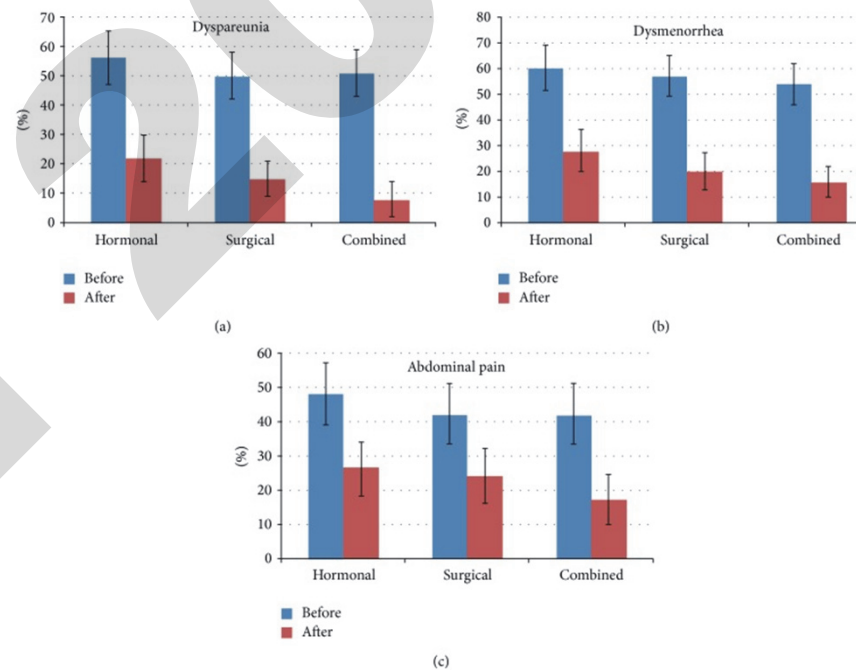 Dyspareunia
70
60
50
40
30
20
10
0
(%)
Hormonal Surgical Combined
Before
After
(a)
Dysmenorrhea
80
70
60
50
40
30
20
10
0
(%)
Hormonal Surgical Combined
Before
After
(b)
Abdominal pain
60
50
40
30
20
10
0
(%)
Hormonal Surgical Combined
Before
After
(c)